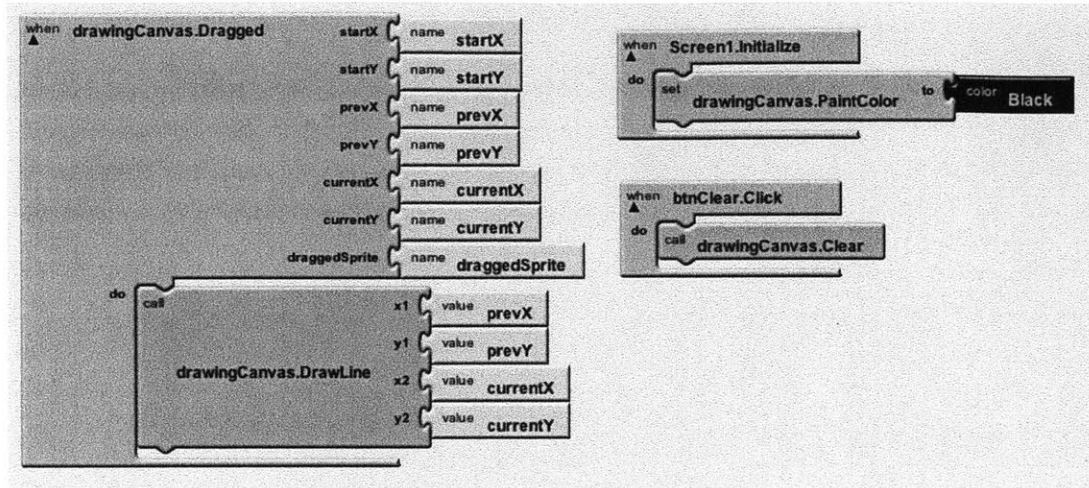 when drawingCanvas.Dragged
startX name startX
startY name startY
prevX name prevX
prevY name prevY
currentX name currentX
currentY name currentY
draggedSprite name draggedSprite
do call drawingCanvas.DrawLine
x1 value prevX
y1 value prevY
x2 value currentX
y2 value currentY
when Screen1.Initialize
do set drawingCanvas.PaintColor to color Black
when btnClear.Click
do call drawingCanvas.Clear